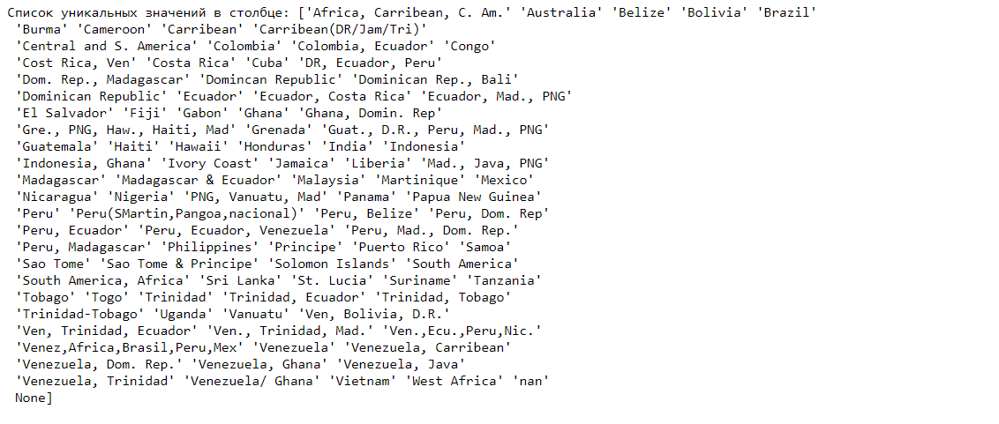 Список уникальных значений в столбце: ['Africa, Carribean, C. Am.' 'Australia' 'Belize' 'Bolivia' 'Brazil'
'Burma' 'Cameroon' 'Carribean' 'Carribean(DR/Jam/Tri)'
'Central and S. America' 'Colombia' 'Colombia, Ecuador' 'Congo'
'Cost Rica, Ven' 'Costa Rica' 'Cuba' 'DR, Ecuador, Peru'
'Dom. Rep., Madagascar' 'Domincan Republic' 'Dominican Rep., Bali'
'Dominican Republic' 'Ecuador' 'Ecuador, Costa Rica' 'Ecuador, Mad., PNG'
'El Salvador' 'Fiji' 'Gabon' 'Ghana' 'Ghana, Domin. Rep'
'Gre., PNG, Haw., Haiti, Mad' 'Grenada' 'Guat., D.R., Peru, Mad., PNG'
'Guatemala' 'Haiti' 'Hawaii' 'Honduras' 'India' 'Indonesia'
'Indonesia, Ghana' 'Ivory Coast' 'Jamaica' 'Liberia' 'Mad., Java, PNG'
'Madagascar' 'Madagascar & Ecuador' 'Malaysia' 'Martinique' 'Mexico'
'Nicaragua' 'Nigeria' 'PNG, Vanuatu, Mad' 'Panama' 'Papua New Guinea'
'Peru' 'Peru(SMartin,Pangoa,nacional)' 'Peru, Belize' 'Peru, Dom. Rep'
'Peru, Ecuador' 'Peru, Ecuador, Venezuela' 'Peru, Mad., Dom. Rep.'
'Peru, Madagascar' 'Philippines' 'Principe' 'Puerto Rico' 'Samoa'
'Sao Tome' 'Sao Tome & Principe' 'Solomon Islands' 'South America'
'South America, Africa' 'Sri Lanka' 'St. Lucia' 'Suriname' 'Tanzania'
'Tobago' 'Togo' 'Trinidad' 'Trinidad, Ecuador' 'Trinidad, Tobago'
'Trinidad-Tobago' 'Uganda' 'Vanuatu' 'Ven, Bolivia, D.R.'
'Ven, Trinidad, Ecuador' 'Ven., Trinidad, Mad.' 'Ven.,Ecu.,Peru,Nic.'
'Venez,Africa,Brasil,Peru,Mex' 'Venezuela' 'Venezuela, Carribean'
'Venezuela, Dom. Rep.' 'Venezuela, Ghana' 'Venezuela, Java'
'Venezuela, Trinidad' 'Venezuela/ Ghana' 'Vietnam' 'West Africa' 'nan'
None]